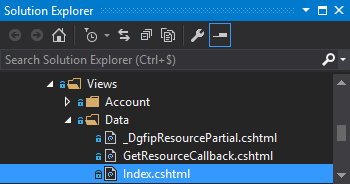 Solution Explorer
Search Solution Explorer (Ctrl+$)
Views
Account
Data
_DgfipResourcePartial.cshtml
GetResourceCallback.cshtml
Index.cshtml